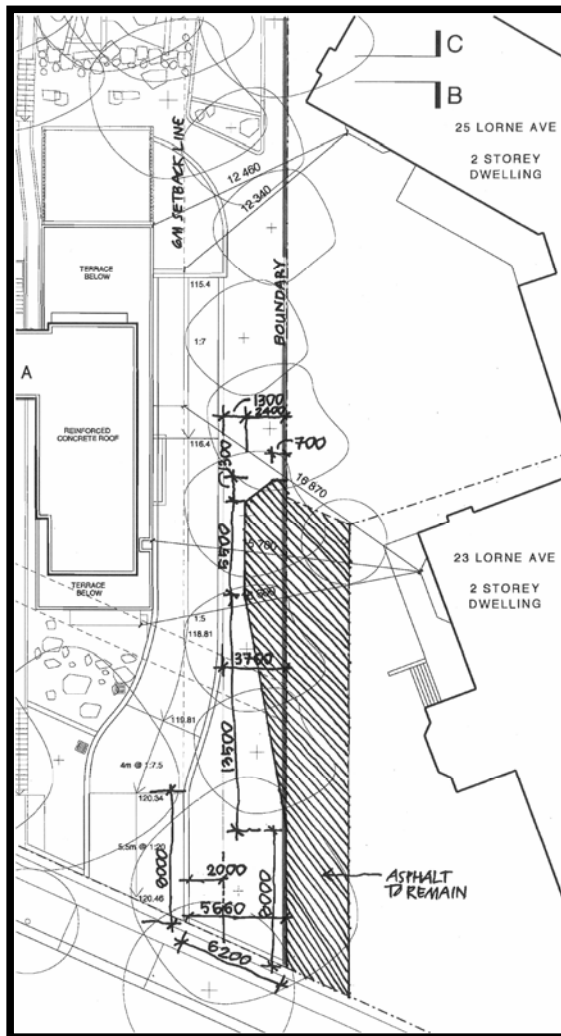 C
B
25 LORNE AVE
2 STOREY
DWELLING
6M SETBACK LINE
12 460
12 340
TERRACE
BELOW
115.4
BOUNDARY
1:7
A
1300
2400
REINFORCED
CONCRETE ROOF
116.4
700
1300
16 870
5500
23 LORNE AVE
2 STOREY
DWELLING
TERRACE
BELOW
1:5
118.81
3760
119.81
13500
4m @ 1:7.5
120.34
5.5m @ 1:20
6000
2000
ASPHALT
TO REMAIN
120.46
5660
6200